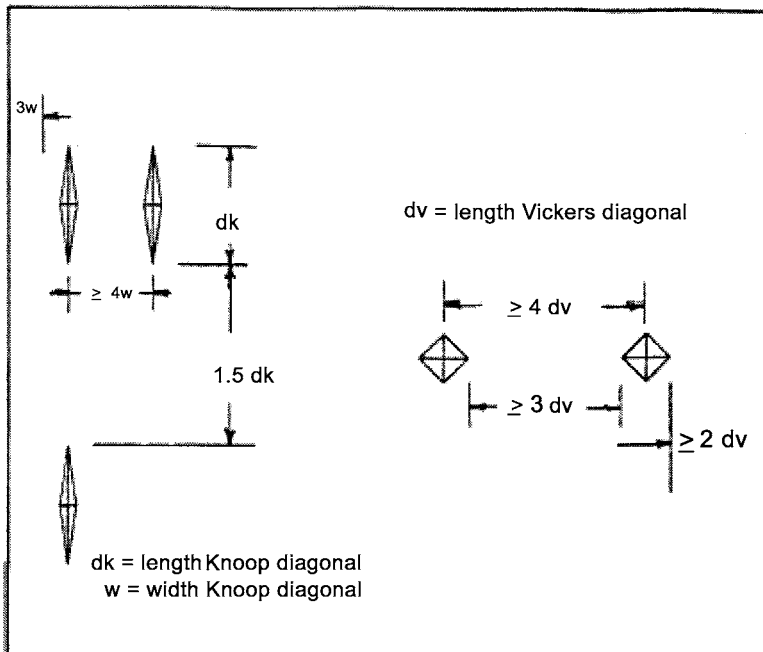 3w
dk
≥ 4w
1.5 dk
dk = length Knoop diagonal
w = width Knoop diagonal
dv = length Vickers diagonal
≥ 4 dv
≥ 3 dv
≥ 2 dv